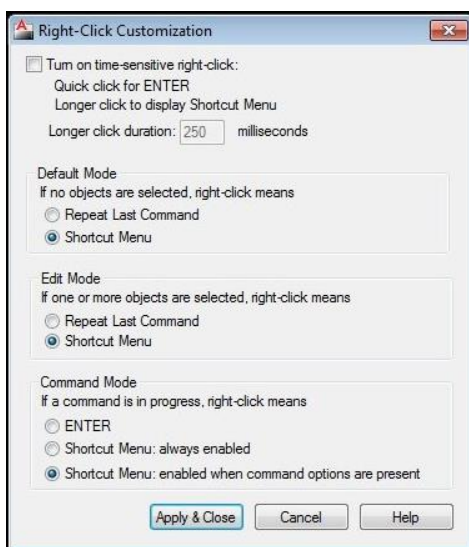 Right-Click Customization
Turn on time-sensitive right-click:
Quick click for ENTER
Longer click to display Shortcut Menu
Longer click duration: 250 milliseconds
Default Mode
If no objects are selected, right-click means
Repeat Last Command
Shortcut Menu
Edit Mode
If one or more objects are selected, right-click means
Repeat Last Command
Shortcut Menu
Command Mode
If a command is in progress, right-click means
ENTER
Shortcut Menu: always enabled
Shortcut Menu: enabled when command options are present
Apply & Close Cancel Help